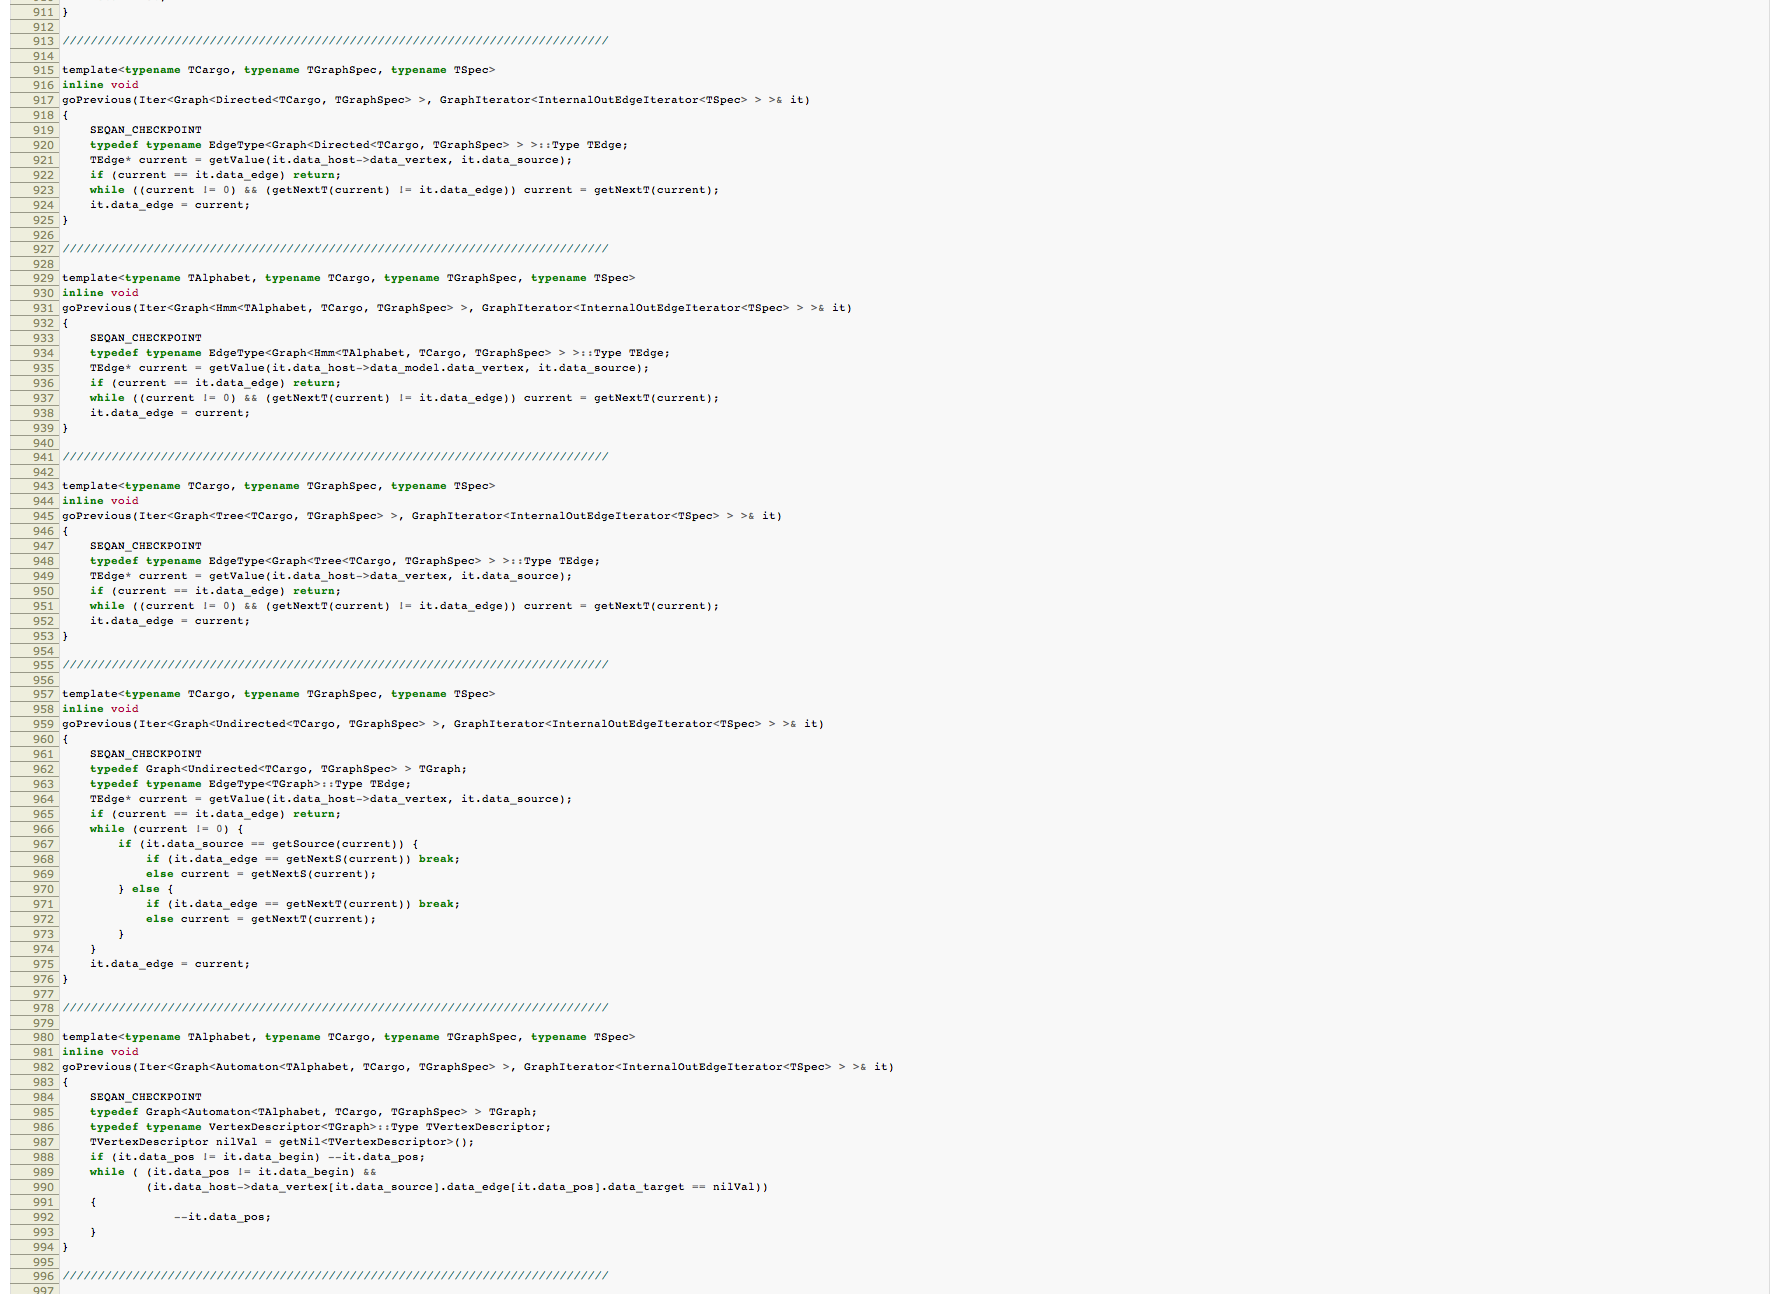 911 }
912
913 //////////////////////////////////////////////////////////////////////////////
914
915 template<typename TCargo, typename TGraphSpec, typename TSpec>
916 inline void
917 goPrevious(Iter<Graph<Directed<TCargo, TGraphSpec> >, GraphIterator<InternalOutEdgeIterator<TSpec> > >& it)
918 {
919     SEQAN_CHECKPOINT
920     typedef typename EdgeType<Graph<Directed<TCargo, TGraphSpec> > >::Type TEdge;
921     TEdge* current = getValue(it.data_host->data_vertex, it.data_source);
922     if (current == it.data_edge) return;
923     while ((current != 0) && (getNextT(current) != it.data_edge)) current = getNextT(current);
924     it.data_edge = current;
925 }
926
927 //////////////////////////////////////////////////////////////////////////////
928
929 template<typename TAlphabet, typename TCargo, typename TGraphSpec, typename TSpec>
930 inline void
931 goPrevious(Iter<Graph<Hmm<TAlphabet, TCargo, TGraphSpec> >, GraphIterator<InternalOutEdgeIterator<TSpec> > >& it)
932 {
933     SEQAN_CHECKPOINT
934     typedef typename EdgeType<Graph<Hmm<TAlphabet, TCargo, TGraphSpec> > >::Type TEdge;
935     TEdge* current = getValue(it.data_host->data_model.data_vertex, it.data_source);
936     if (current == it.data_edge) return;
937     while ((current != 0) && (getNextT(current) != it.data_edge)) current = getNextT(current);
938     it.data_edge = current;
939 }
940
941 //////////////////////////////////////////////////////////////////////////////
942
943 template<typename TCargo, typename TGraphSpec, typename TSpec>
944 inline void
945 goPrevious(Iter<Graph<Tree<TCargo, TGraphSpec> >, GraphIterator<InternalOutEdgeIterator<TSpec> > >& it)
946 {
947     SEQAN_CHECKPOINT
948     typedef typename EdgeType<Graph<Tree<TCargo, TGraphSpec> > >::Type TEdge;
949     TEdge* current = getValue(it.data_host->data_vertex, it.data_source);
950     if (current == it.data_edge) return;
951     while ((current != 0) && (getNextT(current) != it.data_edge)) current = getNextT(current);
952     it.data_edge = current;
953 }
954
955 //////////////////////////////////////////////////////////////////////////////
956
957 template<typename TCargo, typename TGraphSpec, typename TSpec>
958 inline void
959 goPrevious(Iter<Graph<Undirected<TCargo, TGraphSpec> >, GraphIterator<InternalOutEdgeIterator<TSpec> > >& it)
960 {
961     SEQAN_CHECKPOINT
962     typedef Graph<Undirected<TCargo, TGraphSpec> > TGraph;
963     typedef typename EdgeType<TGraph>::Type TEdge;
964     TEdge* current = getValue(it.data_host->data_vertex, it.data_source);
965     if (current == it.data_edge) return;
966     while (current != 0) {
967         if (it.data_source == getSource(current)) {
968             if (it.data_edge == getNextS(current)) break;
969             else current = getNextS(current);
970         } else {
971             if (it.data_edge == getNextT(current)) break;
972             else current = getNextT(current);
973         }
974     }
975     it.data_edge = current;
976 }
977
978 //////////////////////////////////////////////////////////////////////////////
979
980 template<typename TAlphabet, typename TCargo, typename TGraphSpec, typename TSpec>
981 inline void
982 goPrevious(Iter<Graph<Automaton<TAlphabet, TCargo, TGraphSpec> >, GraphIterator<InternalOutEdgeIterator<TSpec> > >& it)
983 {
984     SEQAN_CHECKPOINT
985     typedef Graph<Automaton<TAlphabet, TCargo, TGraphSpec> > TGraph;
986     typedef typename VertexDescriptor<TGraph>::Type TVertexDescriptor;
987     TVertexDescriptor nilVal = getNil<TVertexDescriptor>();
988     if (it.data_pos != it.data_begin) --it.data_pos;
989     while ( (it.data_pos != it.data_begin) &&
990             (it.data_host->data_vertex[it.data_source].data_edge[it.data_pos].data_target == nilVal))
991     {
992                 --it.data_pos;
993     }
994 }
995
996 //////////////////////////////////////////////////////////////////////////////
997